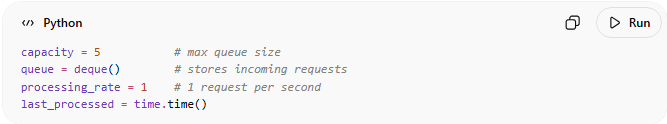 </> Python
Run
capacity = 5           # max queue size
queue = deque()        # stores incoming requests
processing_rate = 1    # 1 request per second
last_processed = time.time()